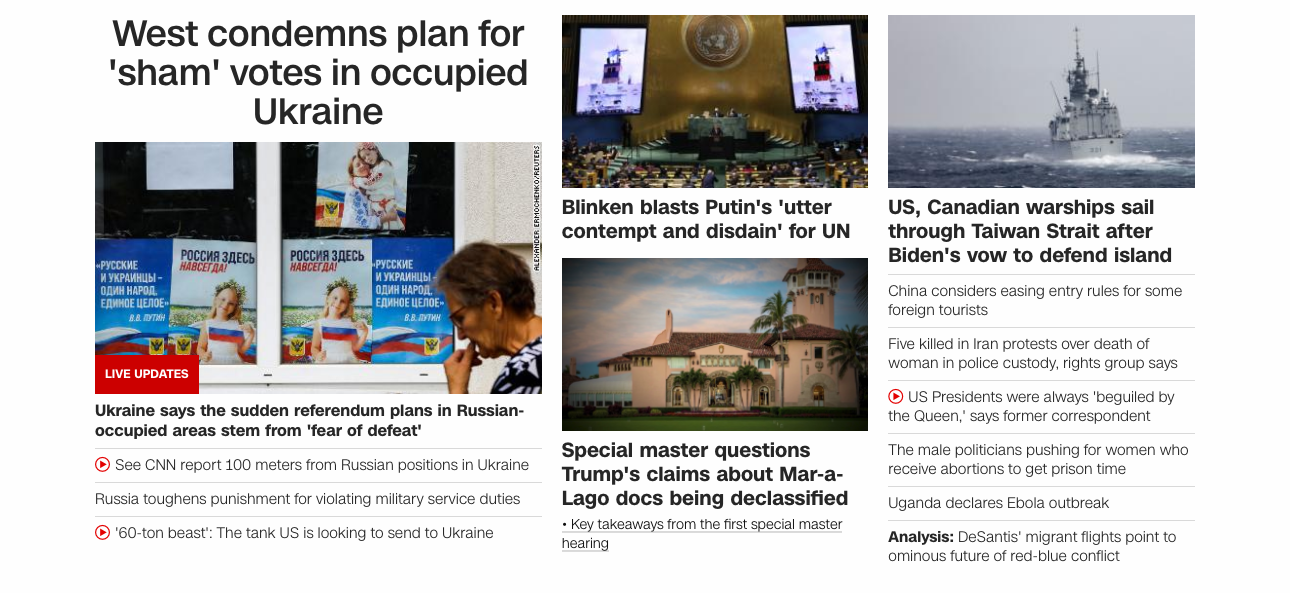 West condemns plan for
'sham' votes in occupied
Ukraine
ALEXANDER ERMOCHENKO/REUTERS
РОССИЯ ЗДЕСЬ
НАВСЕГДА!
«РУССКИЕ
И УКРАИНЦЫ –
ОДИН НАРОД,
ЕДИНОЕ ЦЕЛОЕ»
В.В. ПУТИН
РОССИЯ ЗДЕСЬ
НАВСЕГДА!
«РУССКИЕ
И УКРАИНЦЫ –
ОДИН НАРОД,
ЕДИНОЕ ЦЕЛОЕ»
В.В. ПУТИН
LIVE UPDATES
Ukraine says the sudden referendum plans in Russian-
occupied areas stem from 'fear of defeat'
See CNN report 100 meters from Russian positions in Ukraine
Russia toughens punishment for violating military service duties
'60-ton beast': The tank US is looking to send to Ukraine
Blinken blasts Putin's 'utter
contempt and disdain' for UN
Special master questions
Trump's claims about Mar-a-
Lago docs being declassified
• Key takeaways from the first special master
hearing
331
US, Canadian warships sail
through Taiwan Strait after
Biden's vow to defend island
China considers easing entry rules for some
foreign tourists
Five killed in Iran protests over death of
woman in police custody, rights group says
US Presidents were always 'beguiled by
the Queen,' says former correspondent
The male politicians pushing for women who
receive abortions to get prison time
Uganda declares Ebola outbreak
Analysis: DeSantis' migrant flights point to
ominous future of red-blue conflict